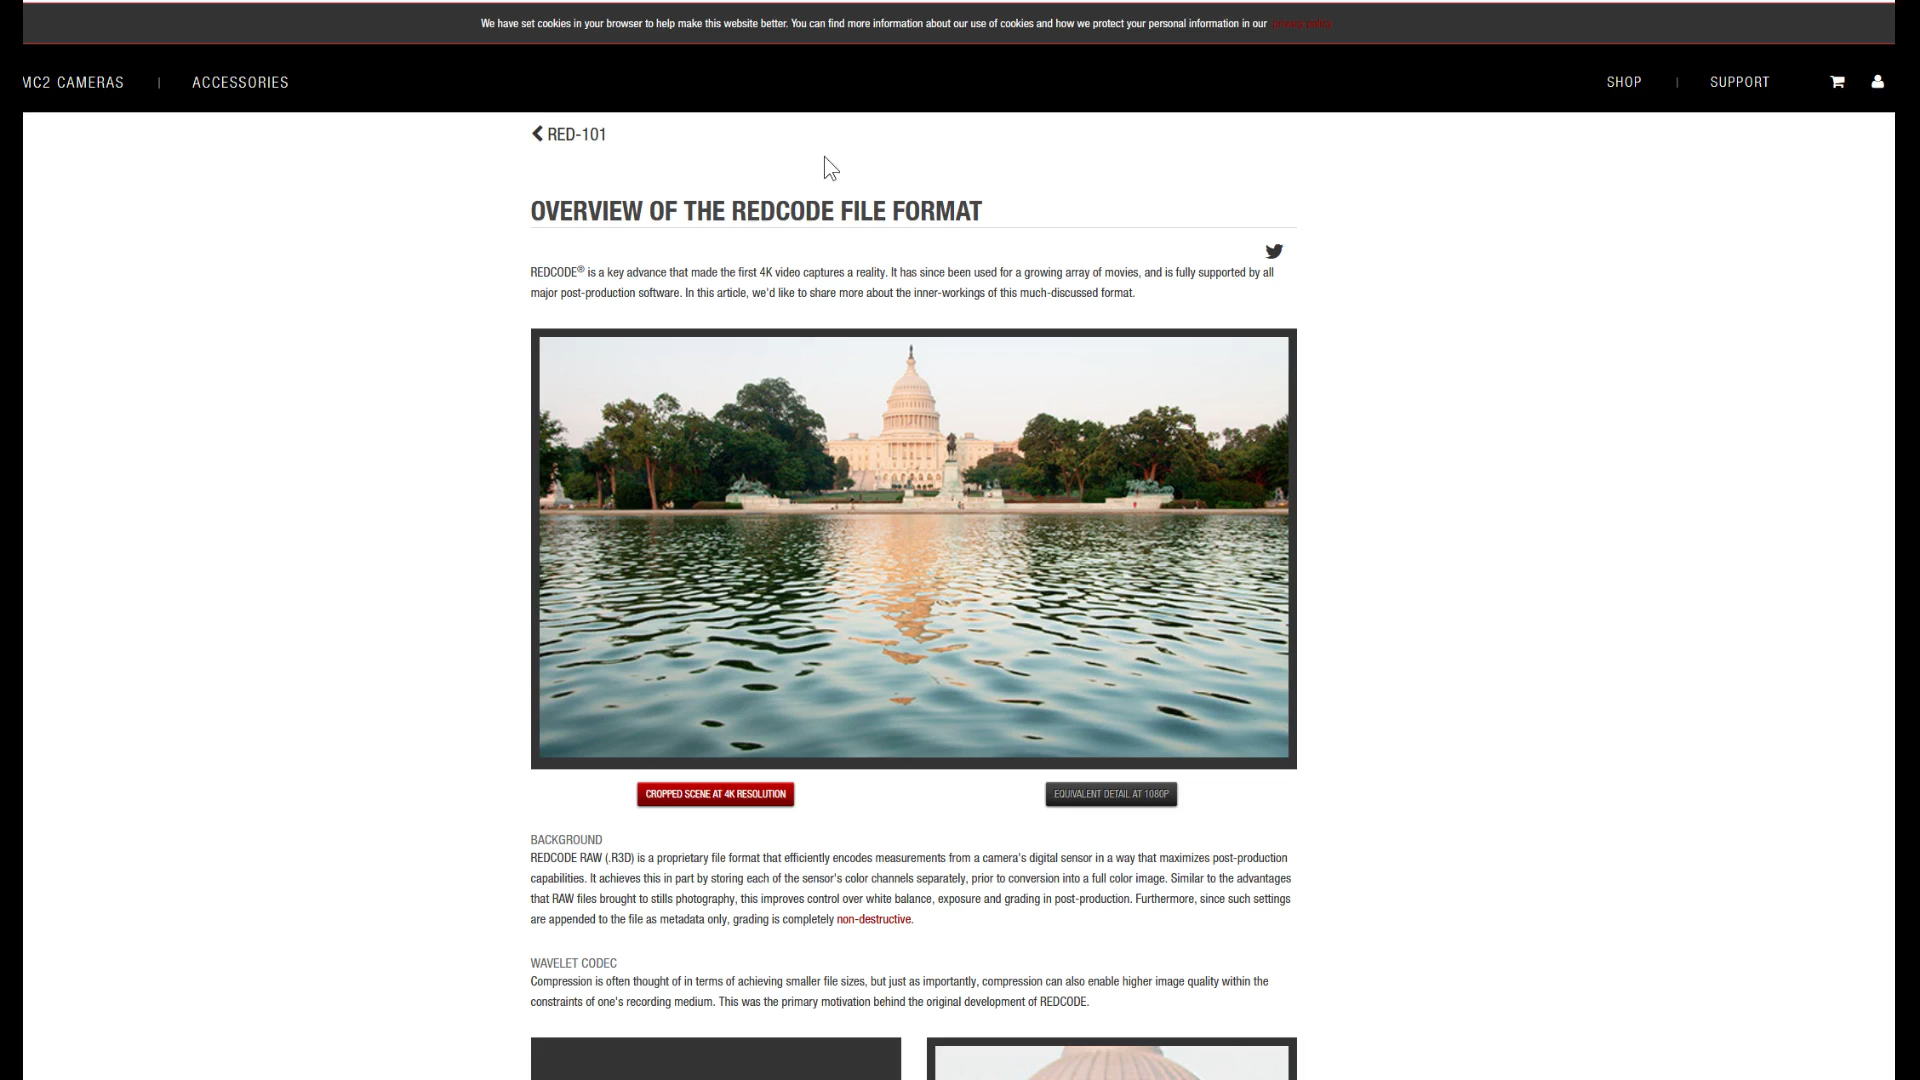 We have set cookies in your browser to help make this website better. You can find more information about our use of cookies and how we protect your personal information in our privacy policy
MC2 CAMERAS | ACCESSORIES SHOP | SUPPORT
RED-101
OVERVIEW OF THE REDCODE FILE FORMAT
REDCODE® is a key advance that made the first 4K video captures a reality. It has since been used for a growing array of movies, and is fully supported by all
major post-production software. In this article, we'd like to share more about the inner-workings of this much-discussed format.
CROPPED SCENE AT 4K RESOLUTION
EQUIVALENT DETAIL AT 1080P
BACKGROUND
REDCODE RAW (.R3D) is a proprietary file format that efficiently encodes measurements from a camera's digital sensor in a way that maximizes post-production
capabilities. It achieves this in part by storing each of the sensor's color channels separately, prior to conversion into a full color image. Similar to the advantages
that RAW files brought to stills photography, this improves control over white balance, exposure and grading in post-production. Furthermore, since such settings
are appended to the file as metadata only, grading is completely non-destructive.
WAVELET CODEC
Compression is often thought of in terms of achieving smaller file sizes, but just as importantly, compression can also enable higher image quality within the
constraints of one's recording medium. This was the primary motivation behind the original development of REDCODE.